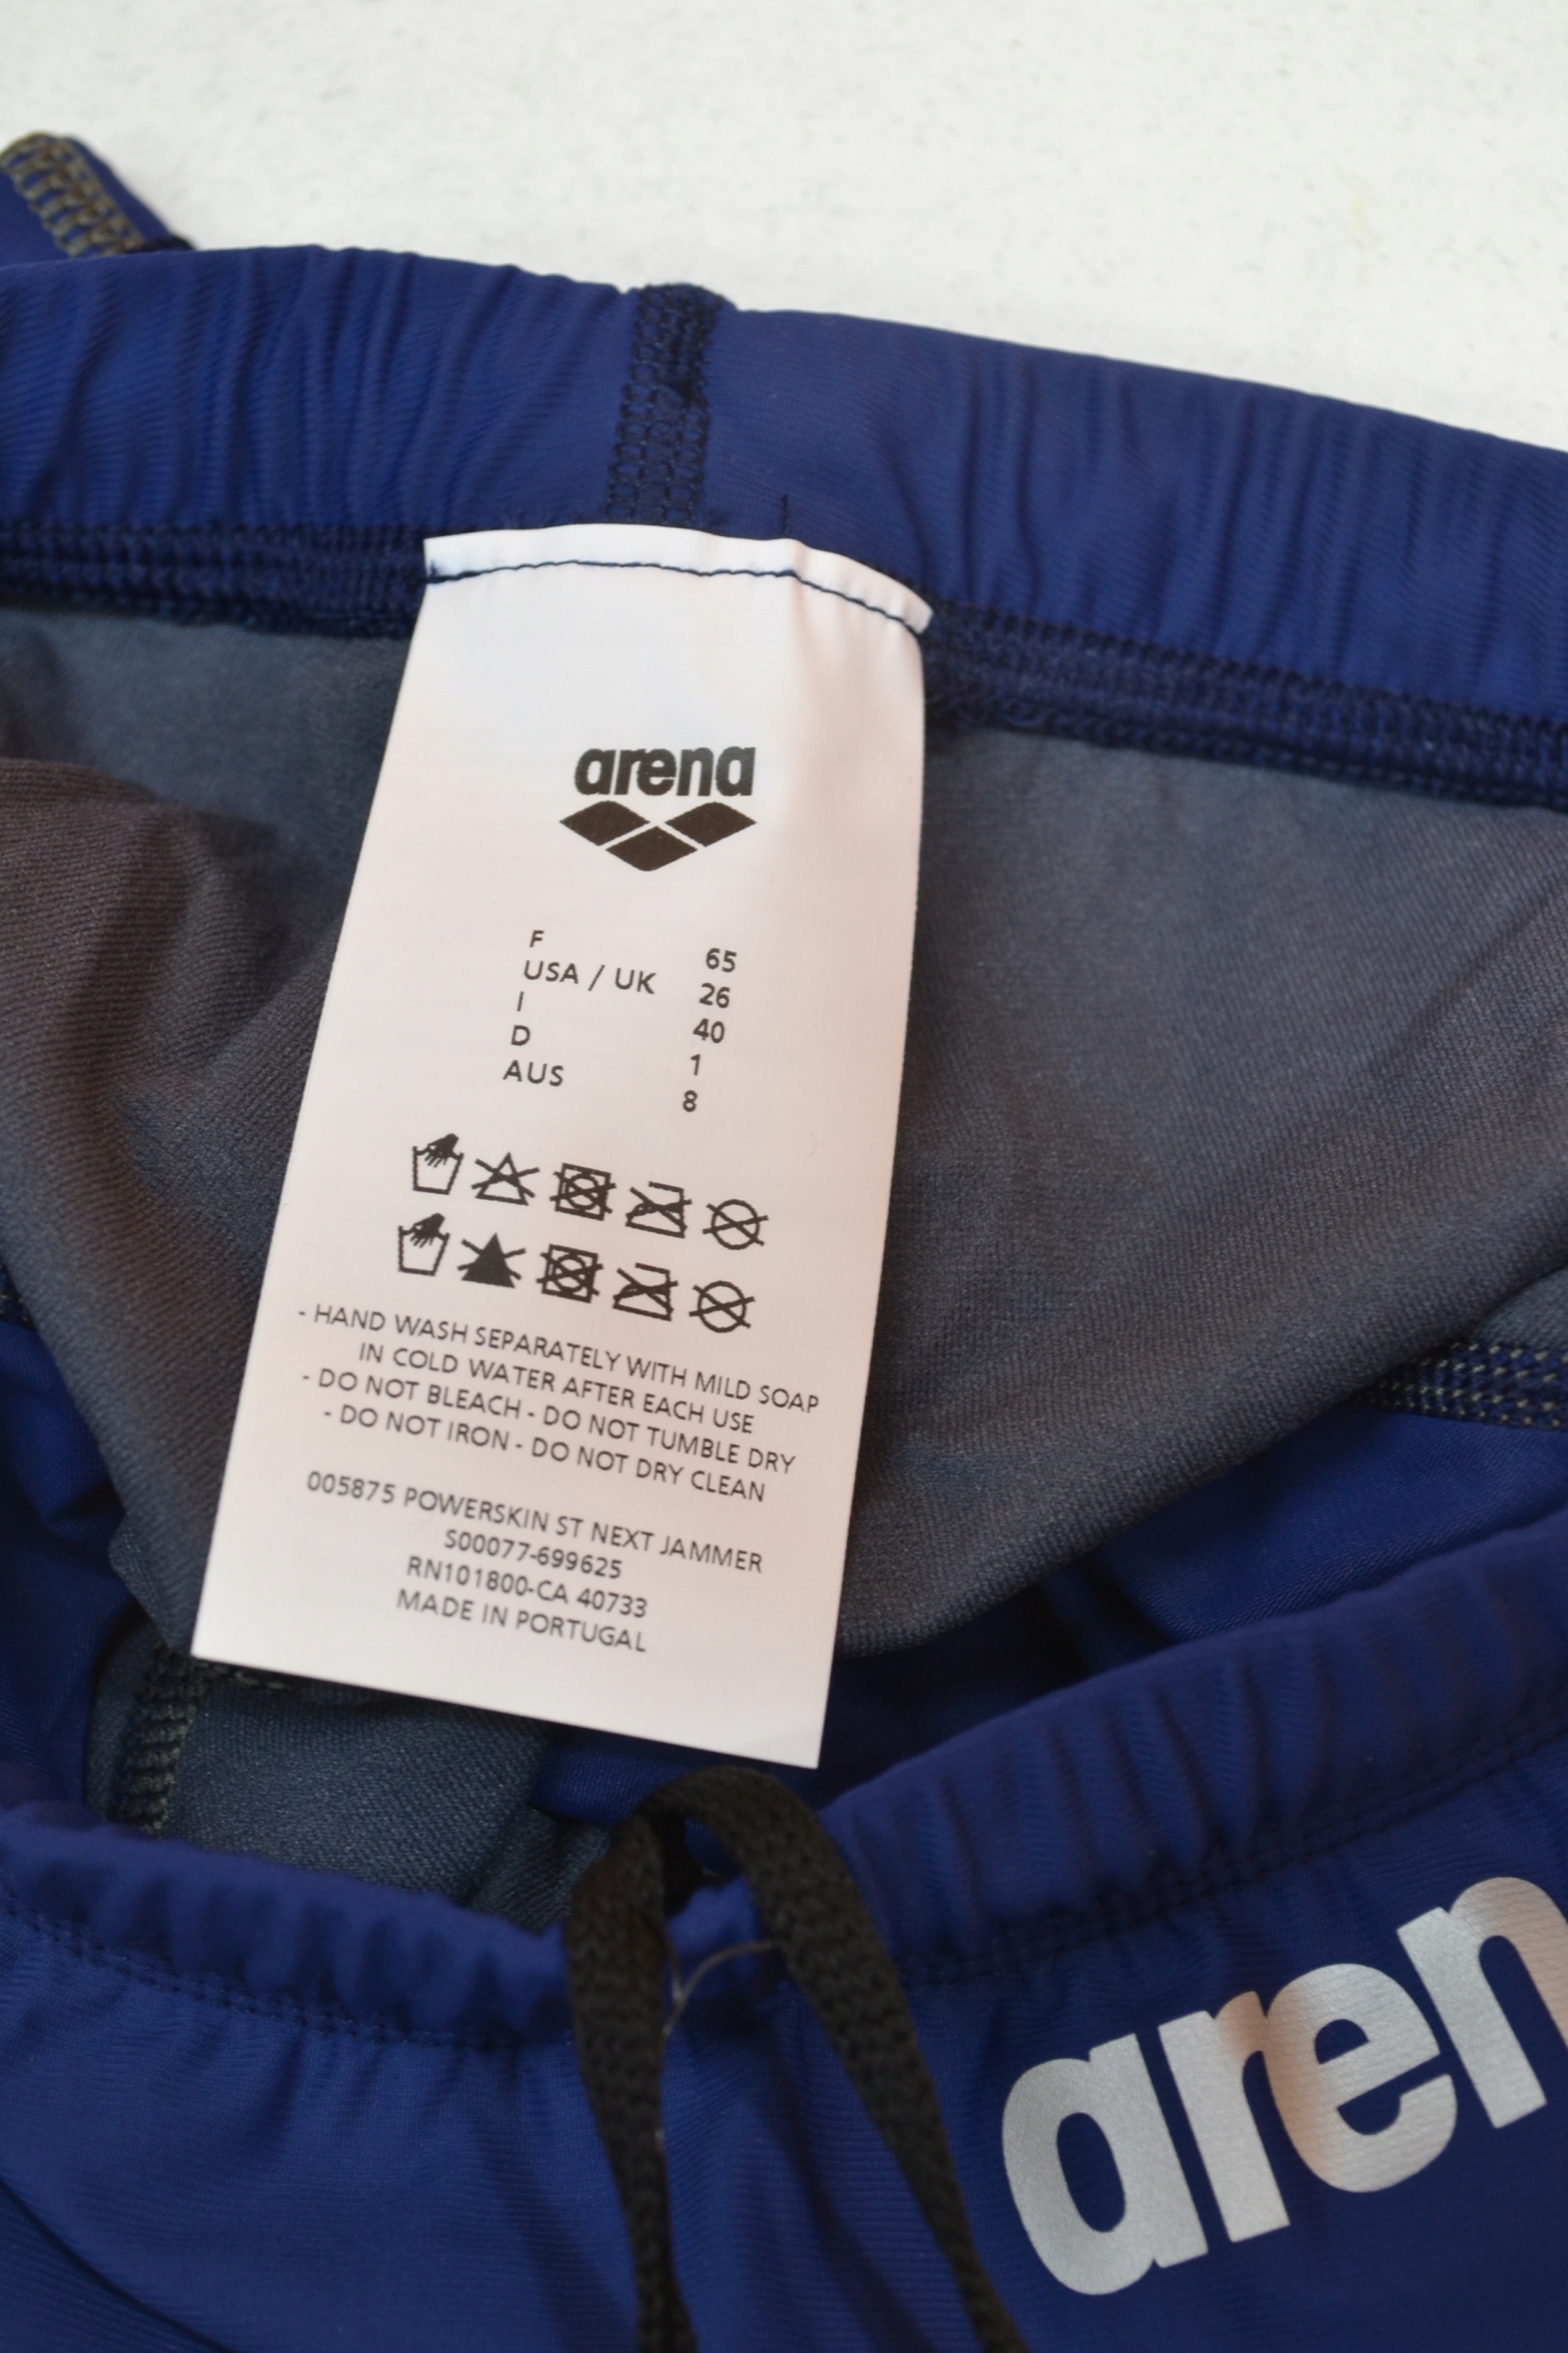 arena
F 65
USA / UK 26
I 40
D 1
AUS 8
- HAND WASH SEPARATELY WITH MILD SOAP
IN COLD WATER AFTER EACH USE
- DO NOT BLEACH - DO NOT TUMBLE DRY
- DO NOT IRON - DO NOT DRY CLEAN
005875 POWERSKIN ST NEXT JAMMER
S00077-699625
RN101800-CA 40733
MADE IN PORTUGAL
aren